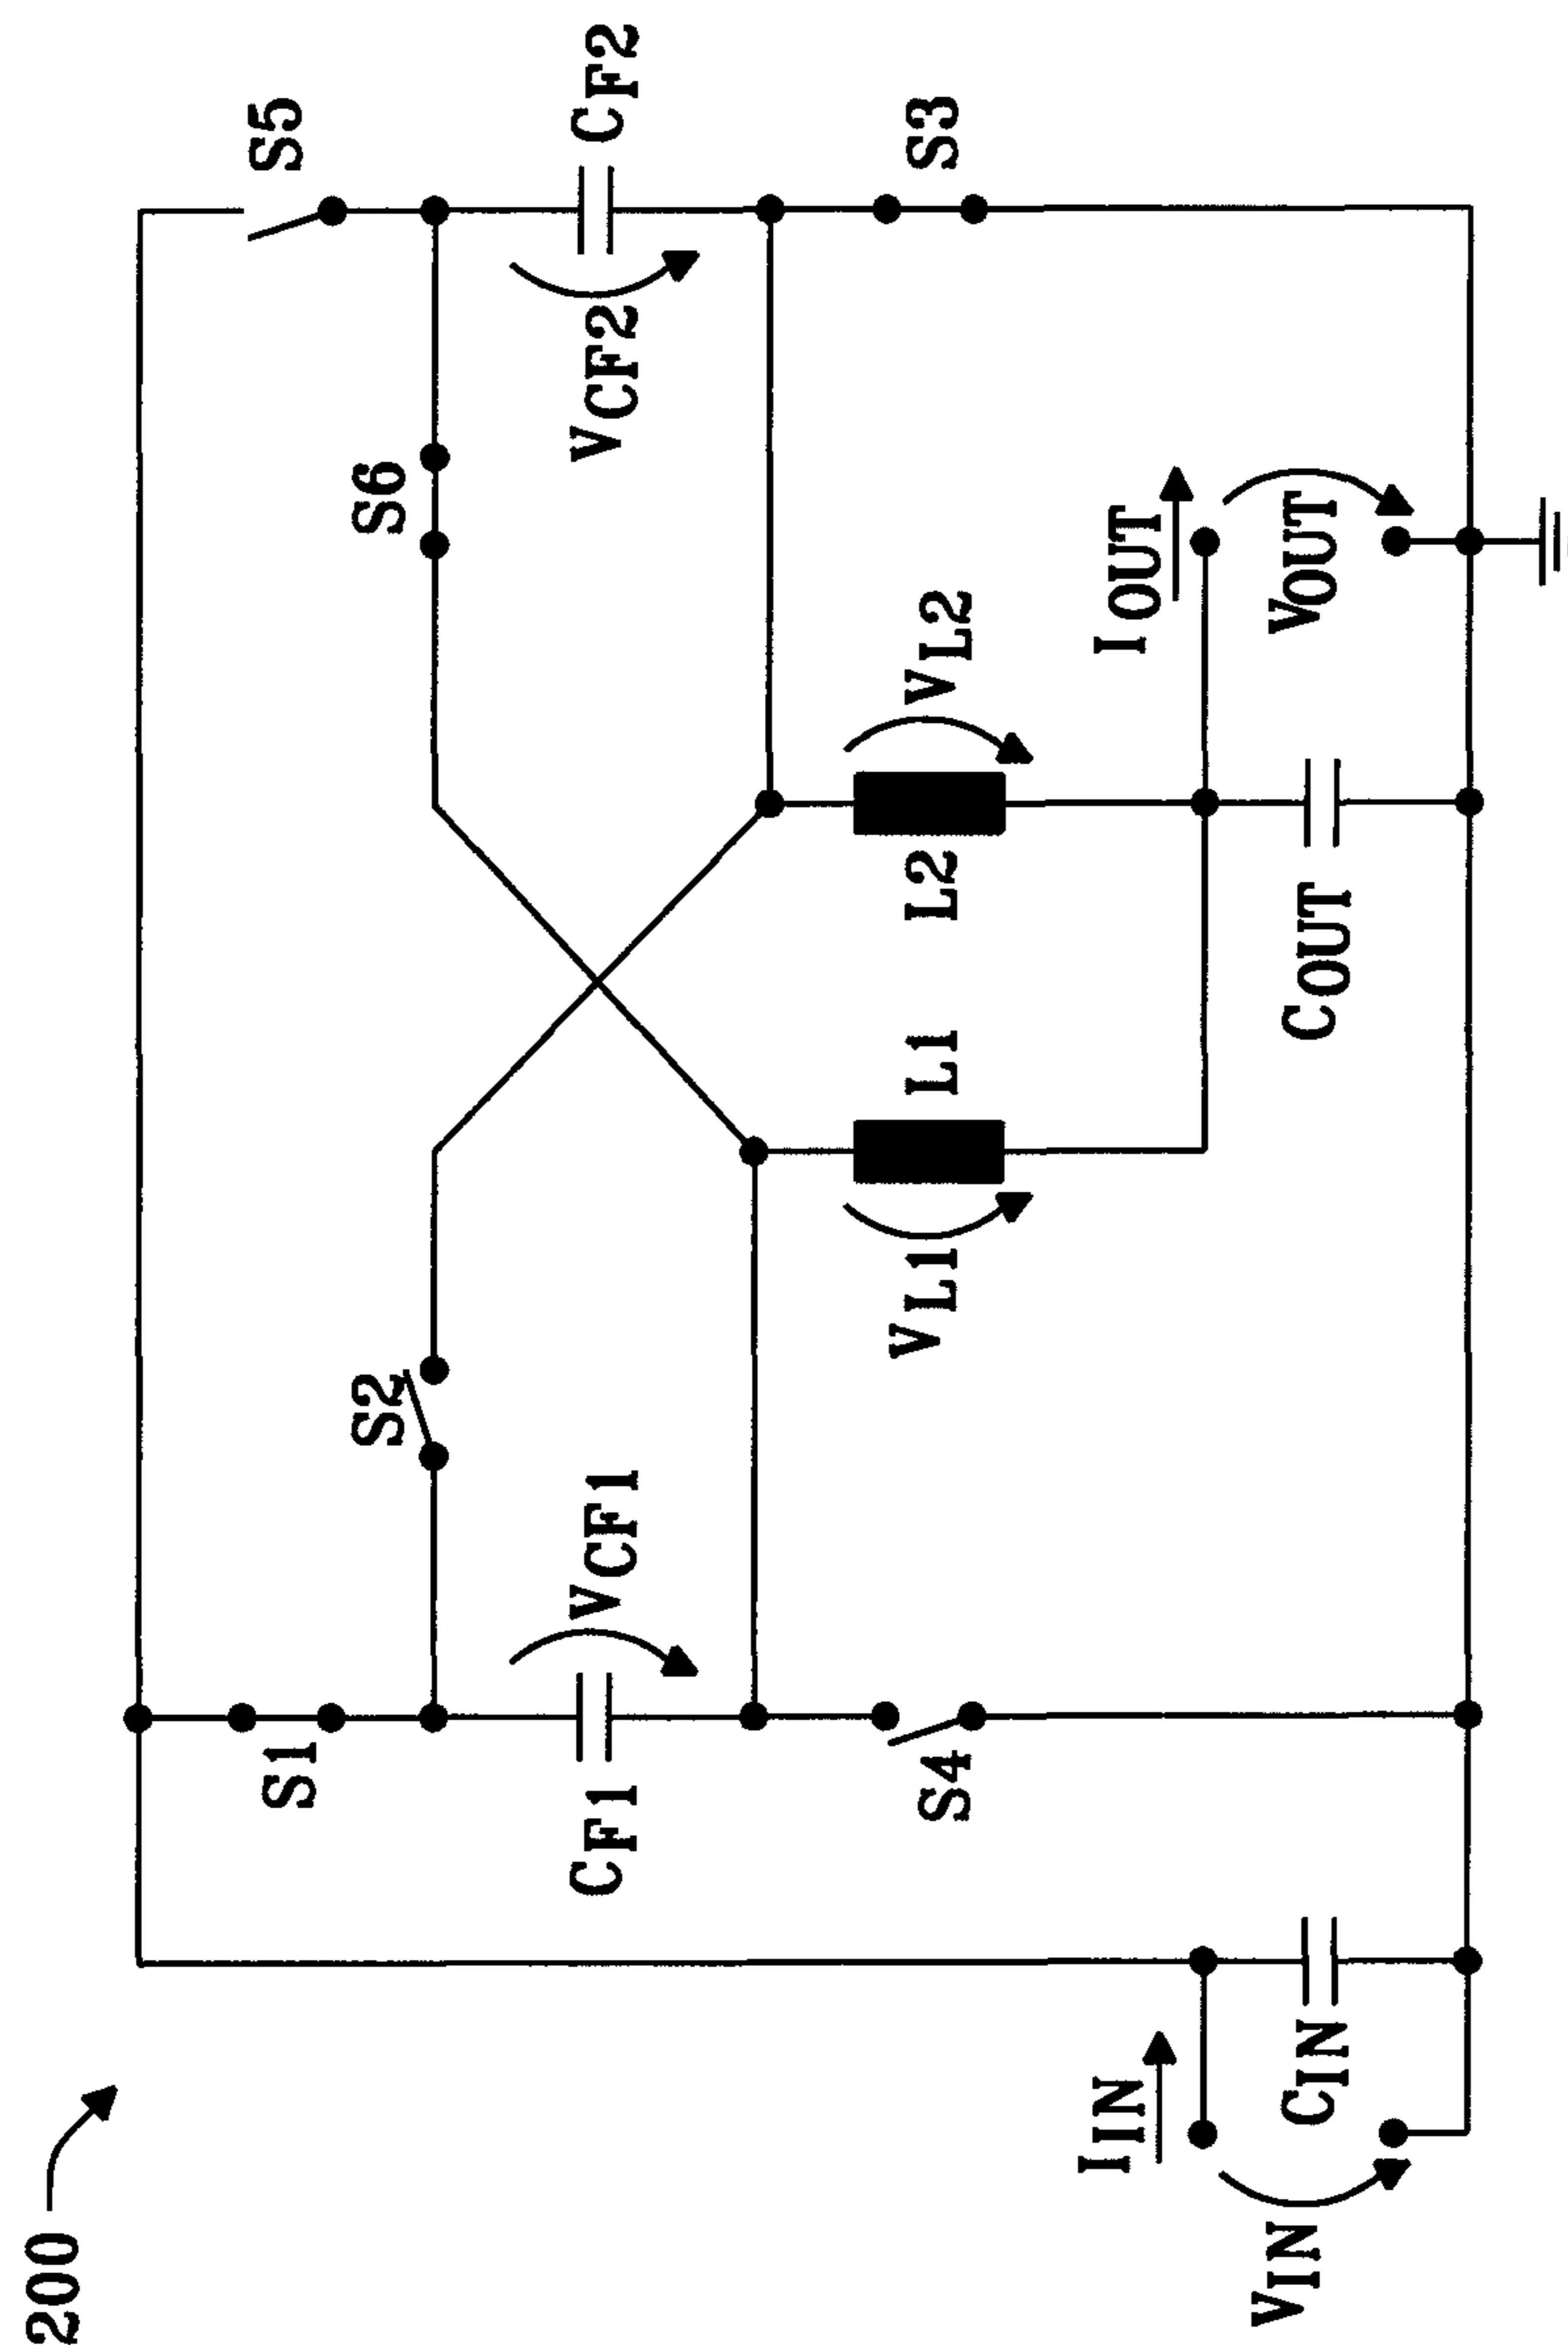 200
VIN
IIN
CIN
S1
CF1
VCF1
S4
S2
VL1
L1
L2
VL2
COUT
IOUT
VOUT
S6
VCF2
CF2
S5
S3